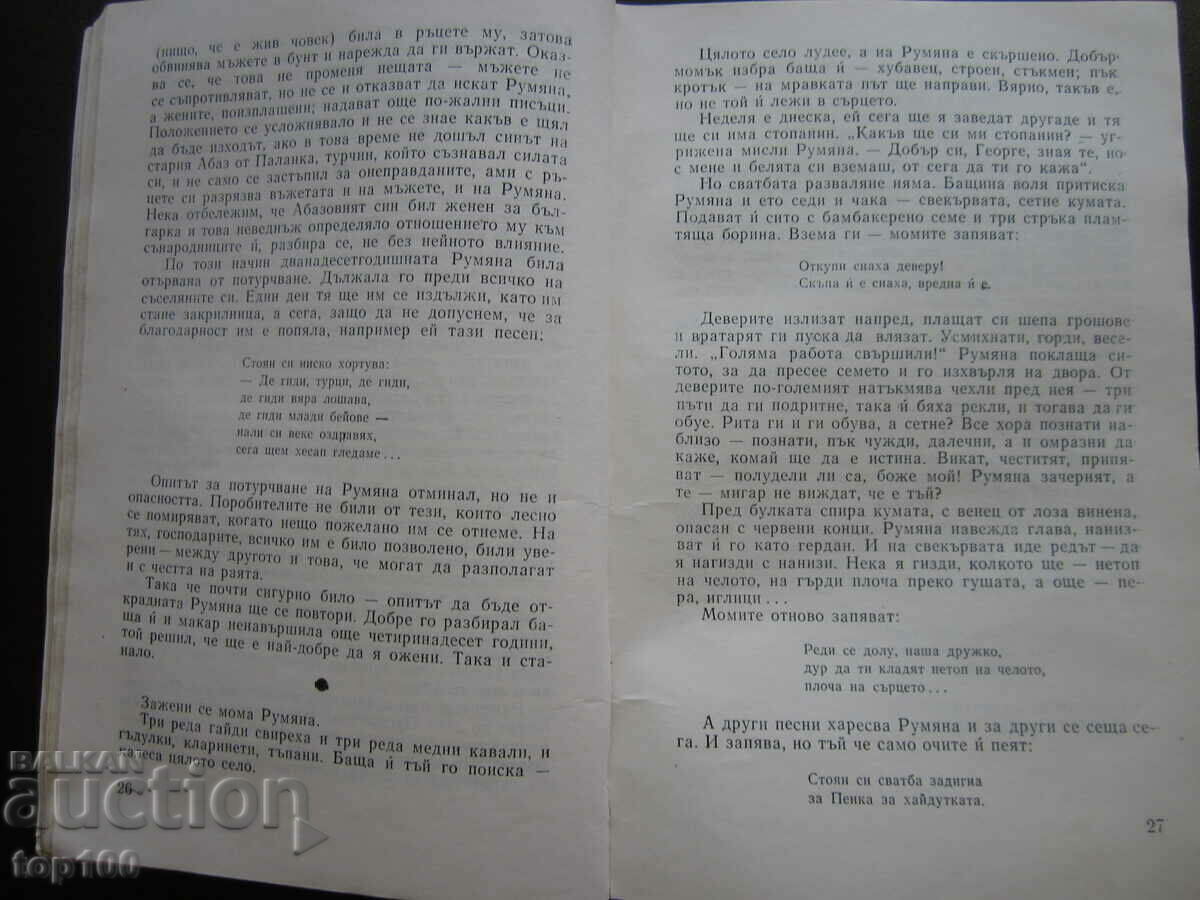 (нищо, че е жив човек) била в ръцете му, затова
обвинява мъжете в бунт и нарежда да ги вържат. Оказ-
ва се, че това не променя нещата — мъжете не
се съпротивляват, но не се и отказват да искат Румяна,
а жените, поизплашени; надават още по-жални писъци.
Положението се усложнявало и не се знае какъв е щял
да бъде изходът, ако в това време не дошъл синът на
стария Абаз от Паланка, турчин, който съзнавал силата
си, и не само се застъпил за онеправданите, ами с ръ-
цете си разрязва въжетата и на мъжете, и на Румяна.
Нека отбележим, че Абазовият син бил женен за бъл-
гарка и това неведнъж определяло отношението му към
сънародниците ѝ, разбира се, не без нейното влияние.
По този начин дванадесетгодишната Румяна била
отървана от потурчване. Дължала го преди всичко на
съселяните си. Един ден тя ще им се издължи, като им
стане закрилница, а сега, защо да не допуснем, че за
благодарност им е попяла, например ей тази песен:
Стоян си ниско хортува:
— Де гиди, турци, де гиди,
де гиди вяра лошава,
де гиди млади бейове —
нали си веке оздравях,
сега щем хесап гледаме...
Опитът за потурчване на Румяна отминал, но не и
опасността. Поробителите не били от тези, които лесно
се помиряват, когато нещо пожелано им се отнеме. На
тях, господарите, всичко им е било позволено, били уве-
рени — между другото и това, че могат да разполагат
и с честта на раята.
Така че почти сигурно било — опитът да бъде от-
крадната Румяна ще се повтори. Добре го разбирал ба-
ща ѝ и макар ненавършила още четиринадесет години,
той решил, че ще е най-добре да я ожени. Така и ста-
нало.
Зажени се мома Румяна.
Три реда гайди свиреха и три реда медни кавали, и
гъдулки, кларинети, тъпани. Баща ѝ тъй го поиска —
калеса цялото село.
26
Цялото село лудее, а на Румяна е скършено. Добър
момък избра баща ѝ — хубавец, строен, стъкмен; пък
кротък — на мравката път ще направи. Вярно, такъв е,
но не той ѝ лежи в сърцето.
Неделя е днеска, ей сега ще я заведат другаде и тя
ще си има стопанин. „Какъв ще си ми стопанин? — уг-
рижена мисли Румяна. — Добър си, Георге, зная те, но
с мене и белята си вземаш, от сега да ти го кажа“.
Но сватбата разваляне няма. Бащина воля притиска
Румяна и ето седи и чака — свекървата, сетне кумата.
Подават ѝ сито с бамбакерено семе и три стръка плам-
тяща борина. Взема ги — момите запяват:
Откупи снаха деверу!
Скъпа ѝ е снаха, вредна ѝ е.
Деверите излизат напред, плащат си шепа грошове
и вратарят ги пуска да влязат. Усмихнати, горди, весе-
ли. „Голяма работа свършили!“ Румяна поклаща си-
тото, за да пресее семето и го изхвърля на двора. От
деверите по-големият натъкмява чехли пред нея — три
пъти да ги подритне, така ѝ бяха рекли, и тогава да ги
обуе. Рита ги и ги обува, а сетне? Все хора познати на-
близо — познати, пък чужди, далечни, а и омразни да
каже, комай ще да е истина. Викат, честитят, припя-
ват — полудели ли са, боже мой! Румяна зачернят, а
те — мигар не виждат, че е тъй?
Пред булката спира кумата, с венец от лоза винена,
опасан с червени конци. Румяна навежда глава, наниз-
ват ѝ го като гердан. И на свекървата иде редът — да
я нагизди с нанизи. Нека я гизди, колкото ще — нетоп
на челото, на гърди плоча преко гушата, а още — пе-
ра, иглици...
Момите отново запяват:
Реди се долу, наша дружко,
дур да ти кладят нетоп на челото,
плоча на сърцето...
А други песни харесва Румяна и за други се сеща се-
га. И запява, но тъй че само очите ѝ пеят:
Стоян си сватба задигна
за Пенка за хайдутката.
27
BALKAN
auction
top100